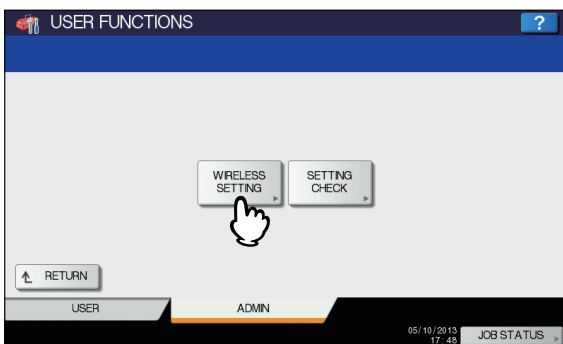 USER FUNCTIONS
?
WIRELESS
SETTING
SETTING
CHECK
RETURN
USER
ADMIN
05/10/2013
17:48
JOB STATUS